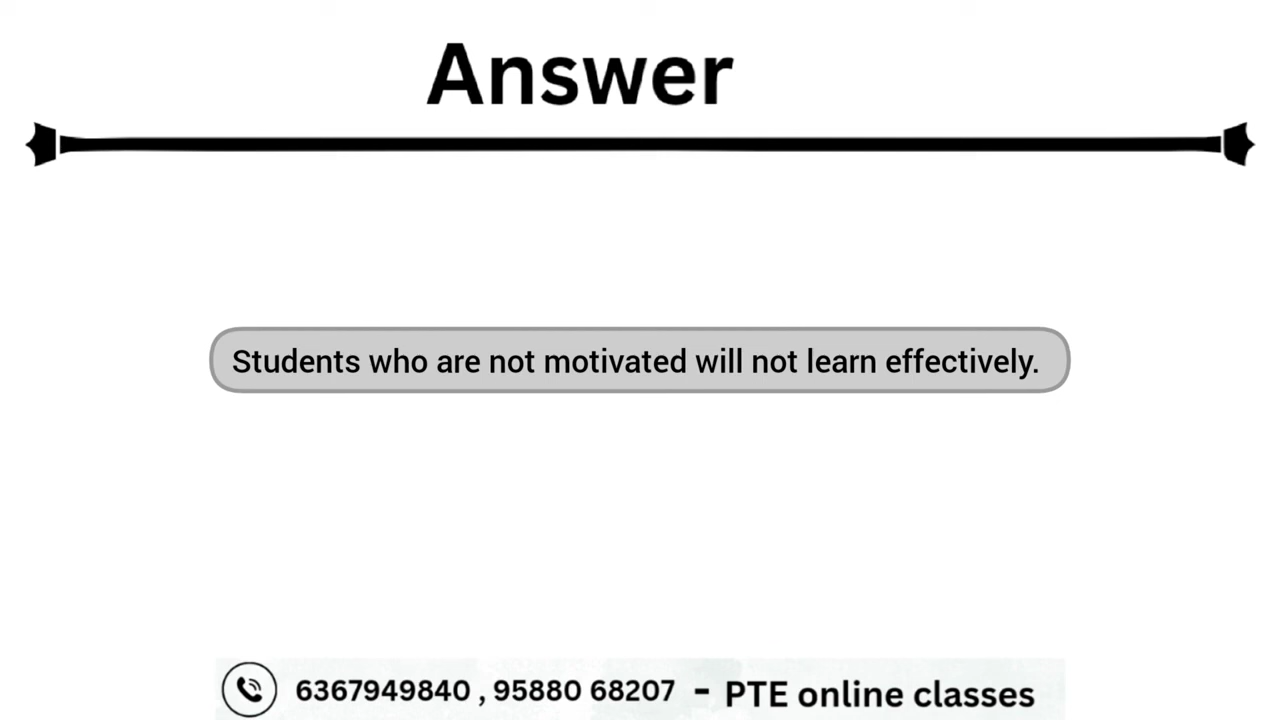 Answer
Students who are not motivated will not learn effectively.
6367949840 , 95880 68207 - PTE online classes